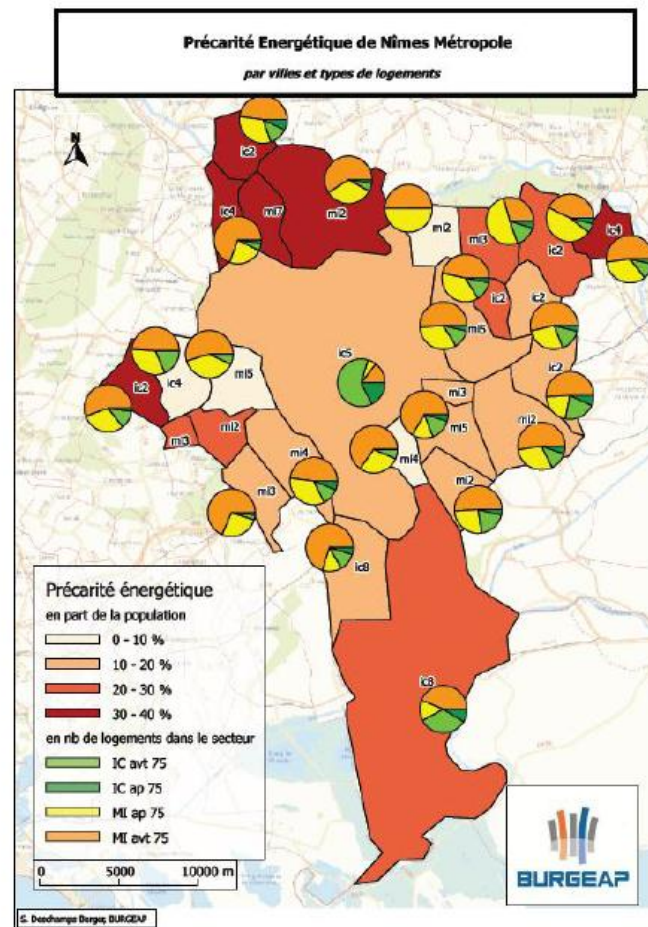 Précarité Energétique de Nîmes Métropole
par villes et types de logements
N
ic2
ic4
mi7
mi2
mi2
mi3
ic2
ic4
ic2
ic2
mi5
ic2
ic4
mi5
ic5
mi3
ic2
mi5
mi2
mi3
mi2
mi4
mi4
mi3
mi2
ic8
ic8
Précarité énergétique
en part de la population
0 - 10 %
10 - 20 %
20 - 30 %
30 - 40 %
en nb de logements dans le secteur
IC avt 75
IC ap 75
MI ap 75
MI avt 75
0 5000 10000 m
BURGEAP
S. Deschamps Berger, BURGEAP